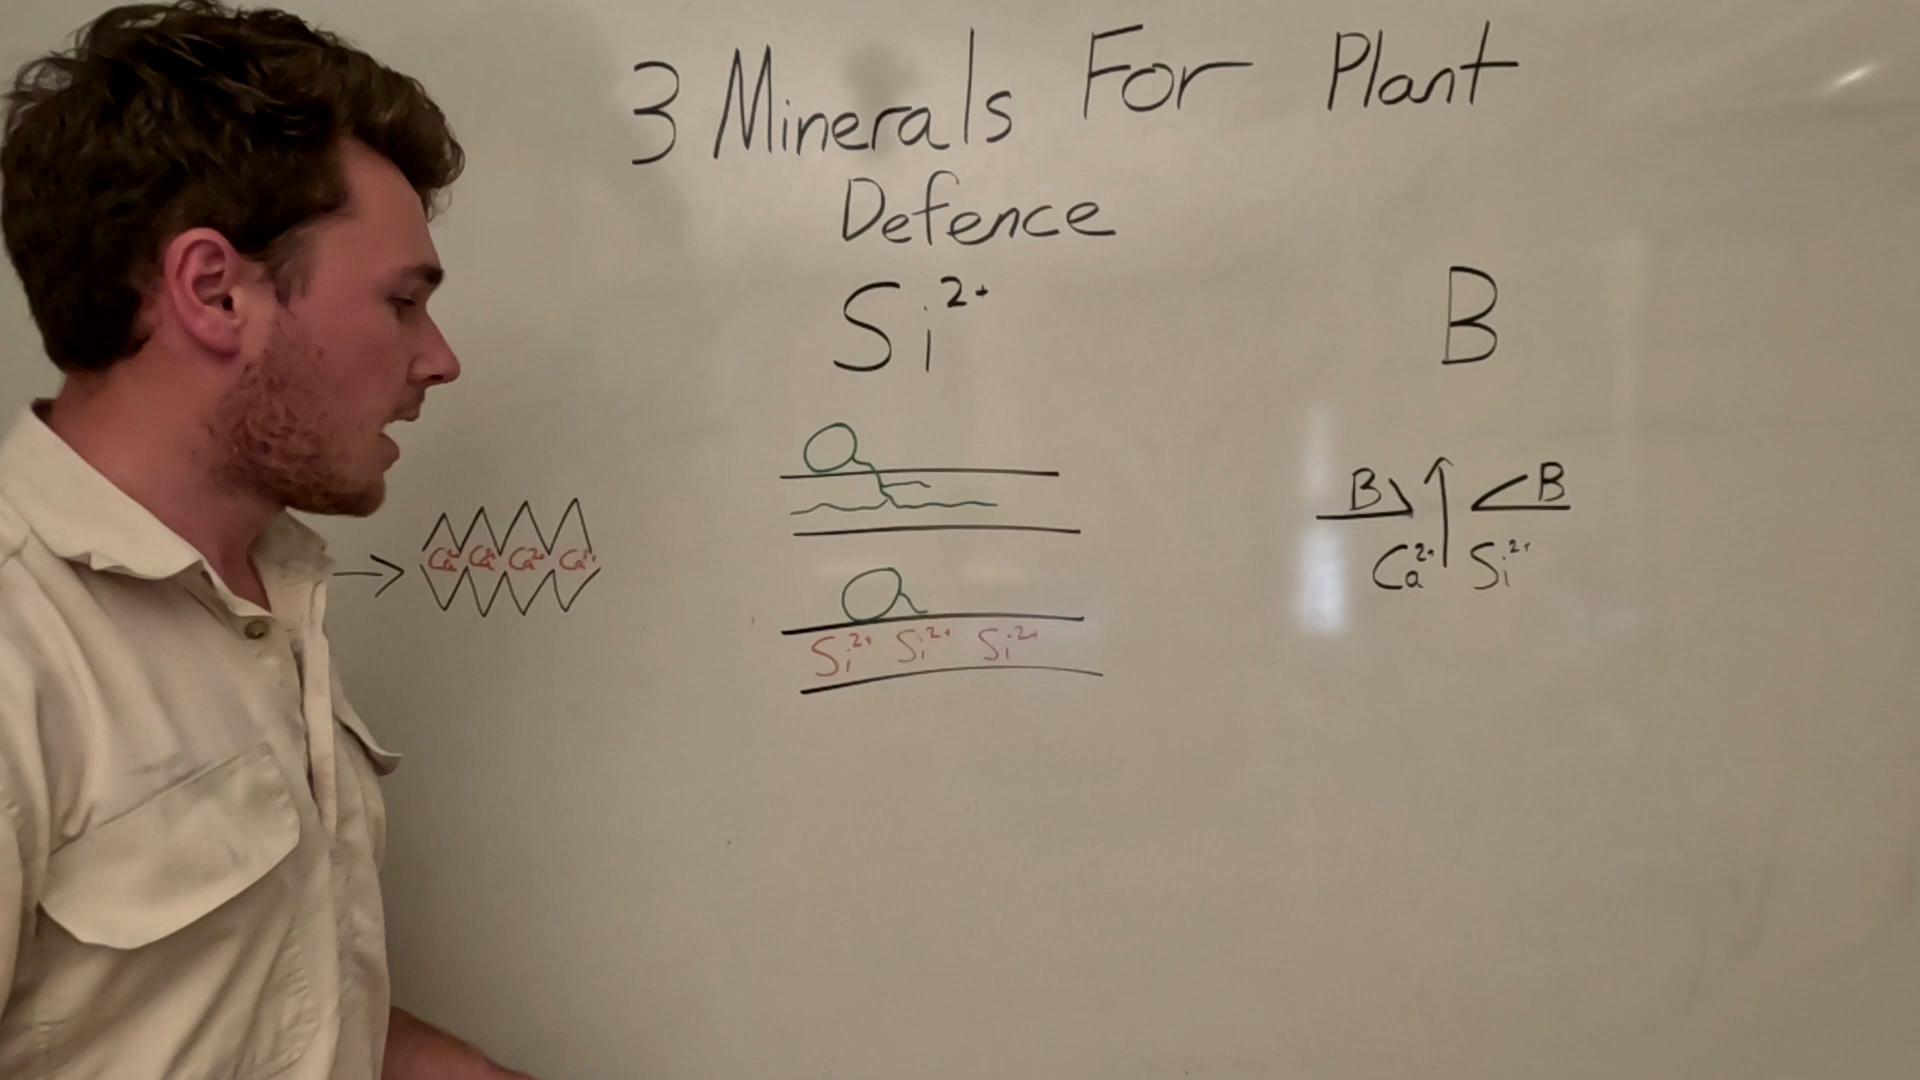 3 Minerals For Plant
Defence
Si²⁺
B
B B
Ca²⁺ Si²⁺
Ca²⁺ Ca²⁺ Ca²⁺ Ca²⁺
Si²⁺ Si²⁺ Si²⁺